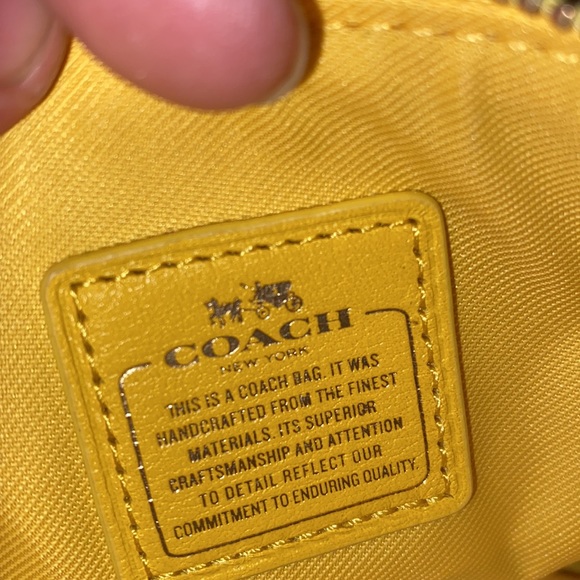 COACH
NEW YORK
THIS IS A COACH BAG. IT WAS
HANDCRAFTED FROM THE FINEST
MATERIALS. ITS SUPERIOR
CRAFTSMANSHIP AND ATTENTION
TO DETAIL REFLECT OUR
COMMITMENT TO ENDURING QUALITY.